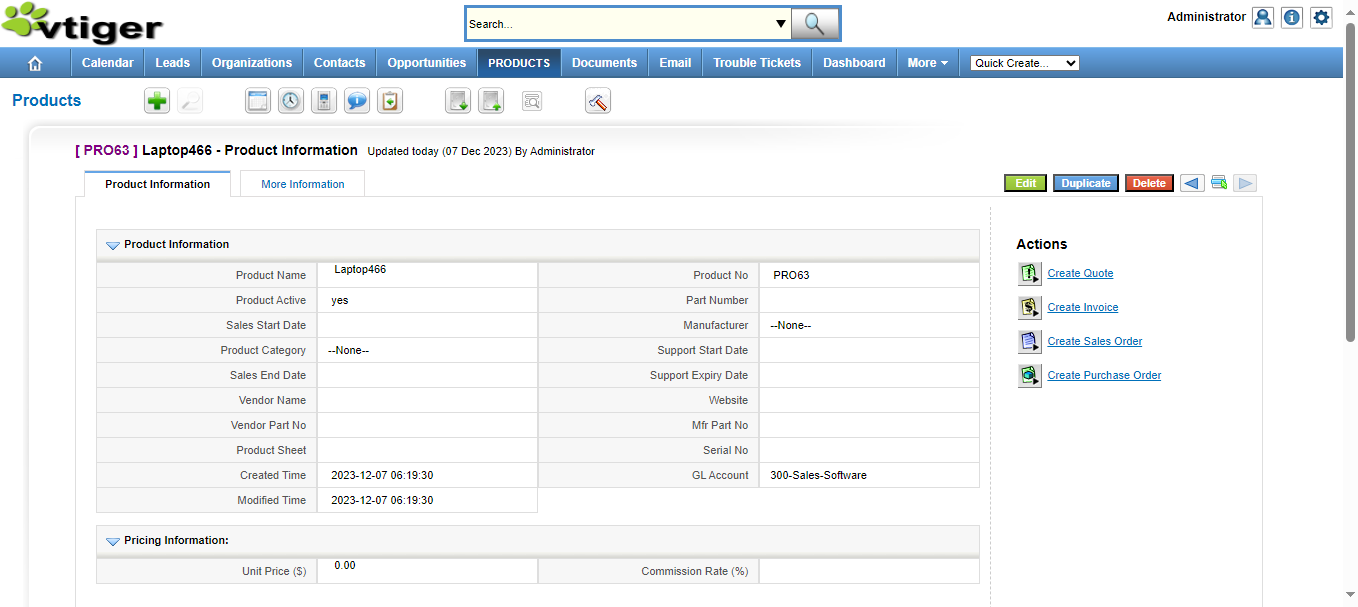 vtiger
Search...
Administrator
Calendar Leads Organizations Contacts Opportunities PRODUCTS Documents Email Trouble Tickets Dashboard More Quick Create...
Products
[ PRO63 ] Laptop466 - Product Information Updated today (07 Dec 2023) By Administrator
Product Information More Information Edit Duplicate Delete
Product Information
Product Name Laptop466 Product No PRO63
Product Active yes Part Number
Sales Start Date Manufacturer --None--
Product Category --None-- Support Start Date
Sales End Date Support Expiry Date
Vendor Name Website
Vendor Part No Mfr Part No
Product Sheet Serial No
Created Time 2023-12-07 06:19:30 GL Account 300-Sales-Software
Modified Time 2023-12-07 06:19:30
Pricing Information:
Unit Price ($) 0.00 Commission Rate (%)
Actions
Create Quote
Create Invoice
Create Sales Order
Create Purchase Order